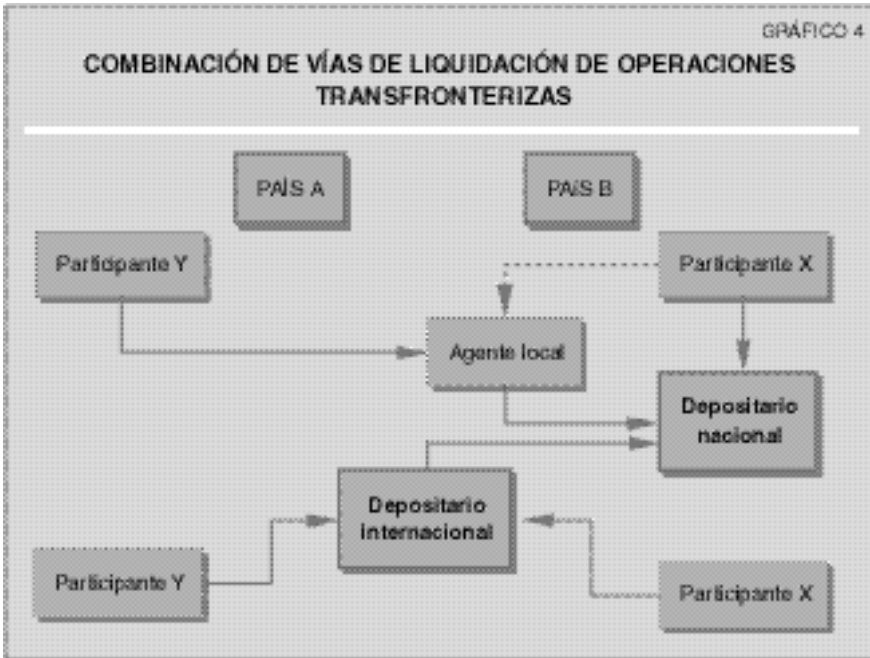 GRÁFICO 4
COMBINACIÓN DE VÍAS DE LIQUIDACIÓN DE OPERACIONES
TRANSFRONTERIZAS
PAÍS A
PAÍS B
Participante Y
Participante X
Agente local
Depositario
nacional
Depositario
internacional
Participante Y
Participante X